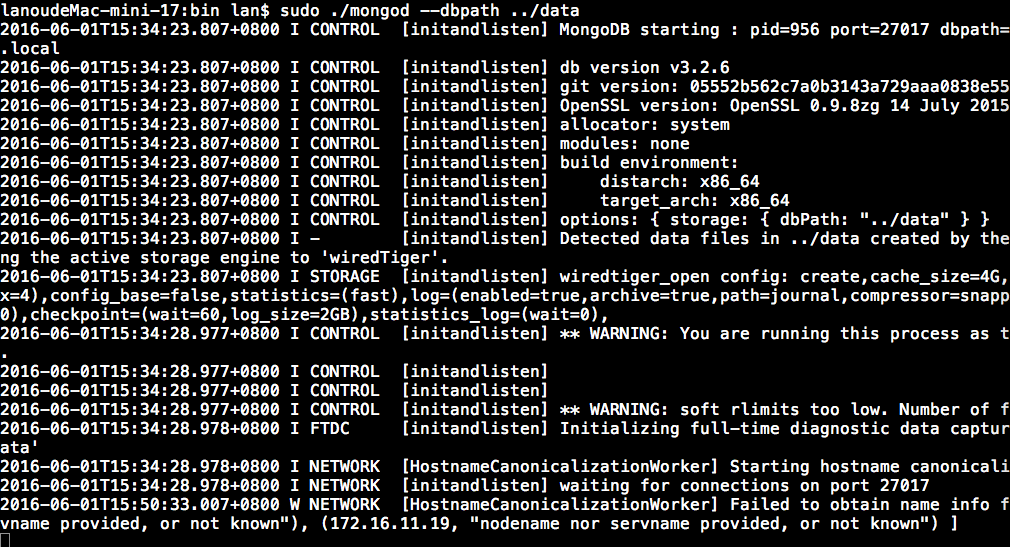 lanoudeMac-mini-17:bin lan$ sudo ./mongod --dbpath ../data
2016-06-01T15:34:23.807+0800 I CONTROL  [initandlisten] MongoDB starting : pid=956 port=27017 dbpath=
.local
2016-06-01T15:34:23.807+0800 I CONTROL  [initandlisten] db version v3.2.6
2016-06-01T15:34:23.807+0800 I CONTROL  [initandlisten] git version: 05552b562c7a0b3143a729aaa0838e55
2016-06-01T15:34:23.807+0800 I CONTROL  [initandlisten] OpenSSL version: OpenSSL 0.9.8zg 14 July 2015
2016-06-01T15:34:23.807+0800 I CONTROL  [initandlisten] allocator: system
2016-06-01T15:34:23.807+0800 I CONTROL  [initandlisten] modules: none
2016-06-01T15:34:23.807+0800 I CONTROL  [initandlisten] build environment:
2016-06-01T15:34:23.807+0800 I CONTROL  [initandlisten]     distarch: x86_64
2016-06-01T15:34:23.807+0800 I CONTROL  [initandlisten]     target_arch: x86_64
2016-06-01T15:34:23.807+0800 I CONTROL  [initandlisten] options: { storage: { dbPath: "../data" } }
2016-06-01T15:34:23.807+0800 I -        [initandlisten] Detected data files in ../data created by the
ng the active storage engine to 'wiredTiger'.
2016-06-01T15:34:23.807+0800 I STORAGE  [initandlisten] wiredtiger_open config: create,cache_size=4G,
x=4),config_base=false,statistics=(fast),log=(enabled=true,archive=true,path=journal,compressor=snapp
0),checkpoint=(wait=60,log_size=2GB),statistics_log=(wait=0),
2016-06-01T15:34:28.977+0800 I CONTROL  [initandlisten] ** WARNING: You are running this process as t
.
2016-06-01T15:34:28.977+0800 I CONTROL  [initandlisten]
2016-06-01T15:34:28.977+0800 I CONTROL  [initandlisten]
2016-06-01T15:34:28.977+0800 I CONTROL  [initandlisten] ** WARNING: soft rlimits too low. Number of f
2016-06-01T15:34:28.978+0800 I FTDC     [initandlisten] Initializing full-time diagnostic data captur
ata'
2016-06-01T15:34:28.978+0800 I NETWORK  [HostnameCanonicalizationWorker] Starting hostname canonicali
2016-06-01T15:34:28.978+0800 I NETWORK  [initandlisten] waiting for connections on port 27017
2016-06-01T15:50:33.007+0800 W NETWORK  [HostnameCanonicalizationWorker] Failed to obtain name info f
vname provided, or not known"), (172.16.11.19, "nodename nor servname provided, or not known") ]